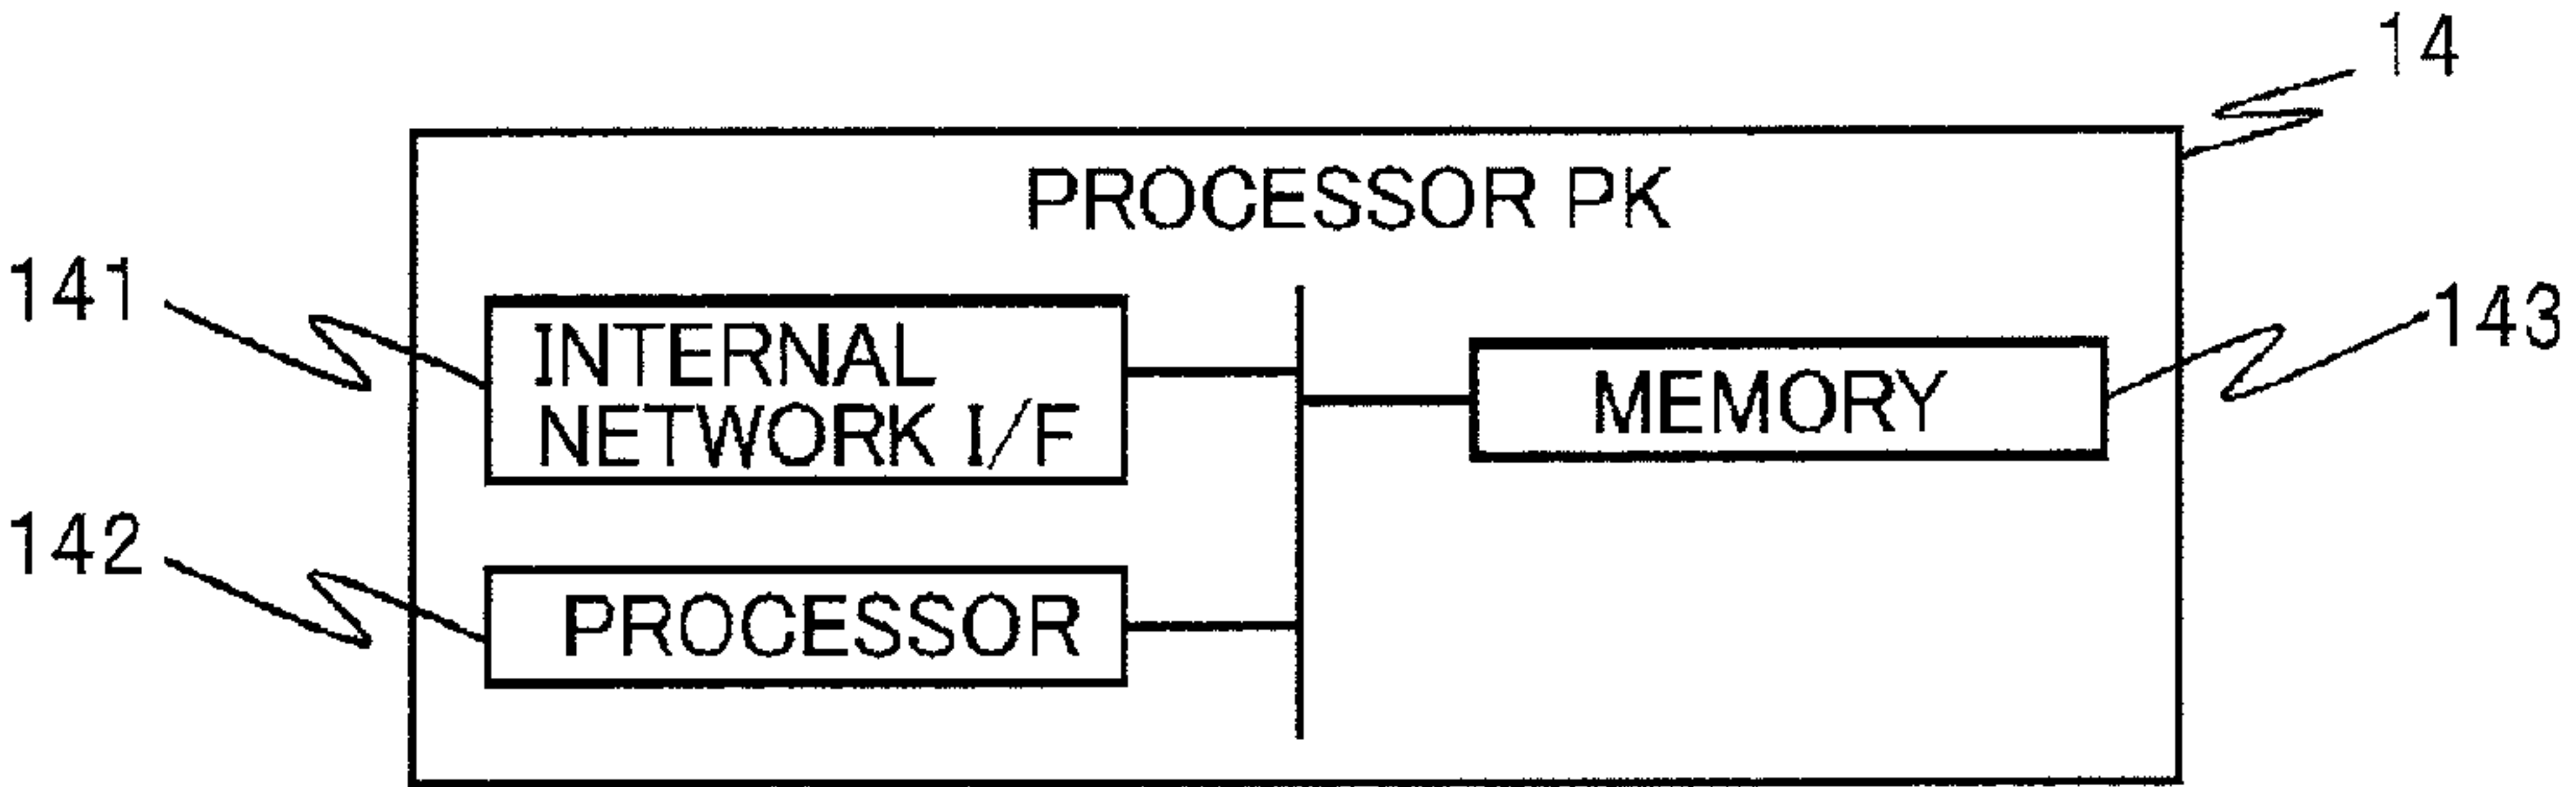 14
PROCESSOR PK
141
INTERNAL
NETWORK I/F
MEMORY
143
142
PROCESSOR